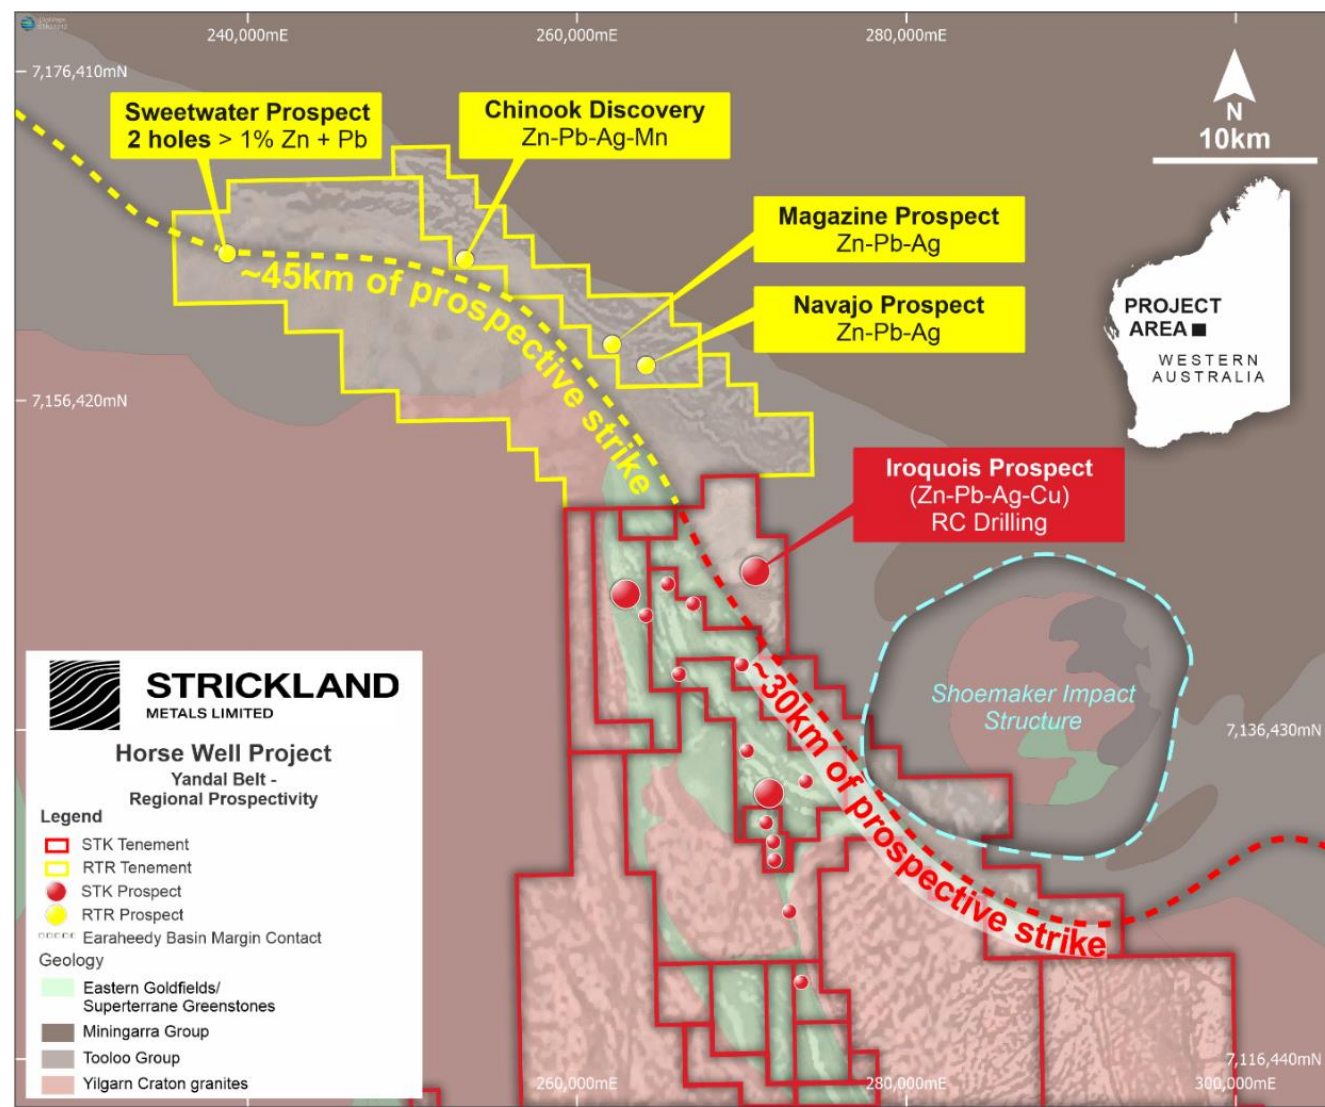 240,000mE
260,000mE
280,000mE
7,176,410mN
N
10km
Sweetwater Prospect
2 holes > 1% Zn + Pb
Chinook Discovery
Zn-Pb-Ag-Mn
Magazine Prospect
Zn-Pb-Ag
Navajo Prospect
Zn-Pb-Ag
PROJECT
AREA
WESTERN
AUSTRALIA
~45km of prospective strike
7,156,420mN
Iroquois Prospect
(Zn-Pb-Ag-Cu)
RC Drilling
Shoemaker Impact
Structure
~30km of prospective strike
7,136,430mN
STRICKLAND
METALS LIMITED
Horse Well Project
Yandal Belt -
Regional Prospectivity
Legend
STK Tenement
RTR Tenement
STK Prospect
RTR Prospect
Earaheedy Basin Margin Contact
Geology
Eastern Goldfields/
Superterrane Greenstones
Miningarra Group
Tooloo Group
Yilgarn Craton granites
7,116,440mN
260,000mE
280,000mE
300,000mE